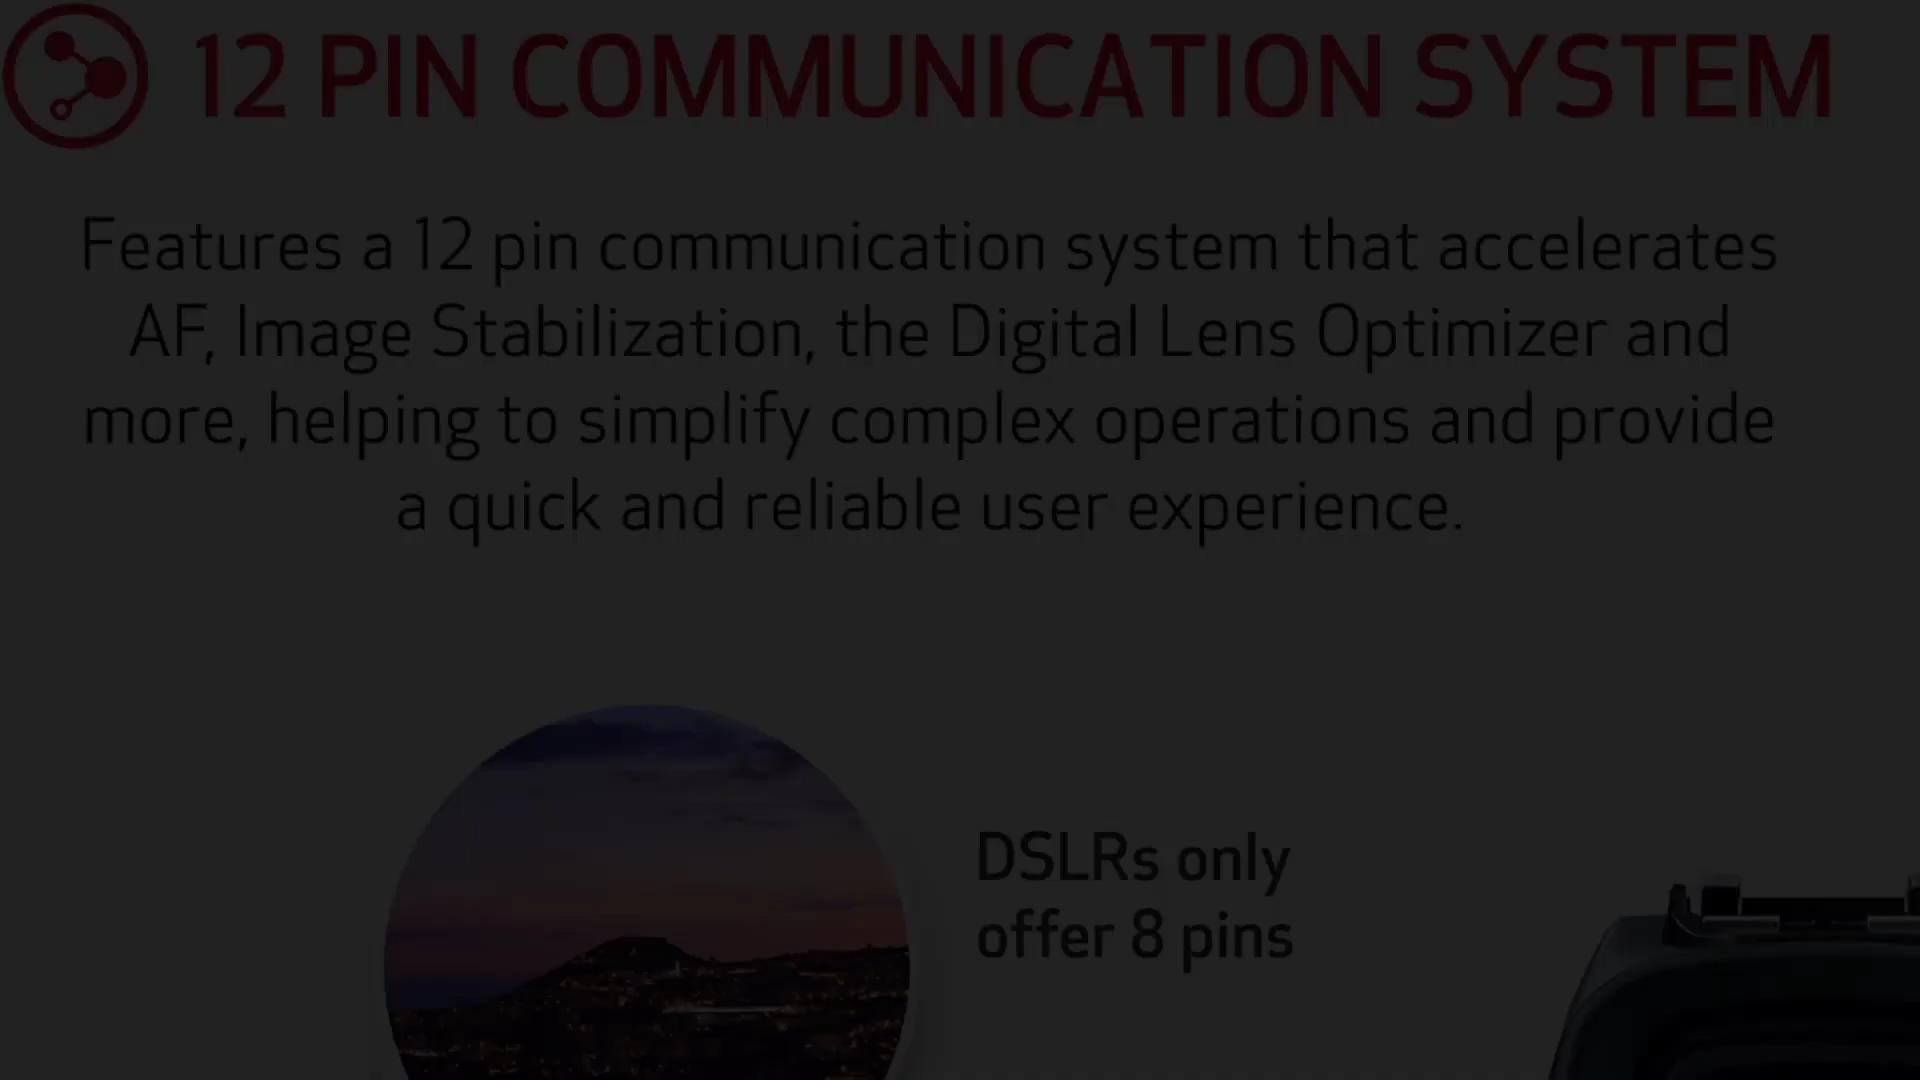 12 PIN COMMUNICATION SYSTEM
Features a 12 pin communication system that accelerates
AF, Image Stabilization, the Digital Lens Optimizer and
more, helping to simplify complex operations and provide
a quick and reliable user experience.
DSLRs only
offer 8 pins